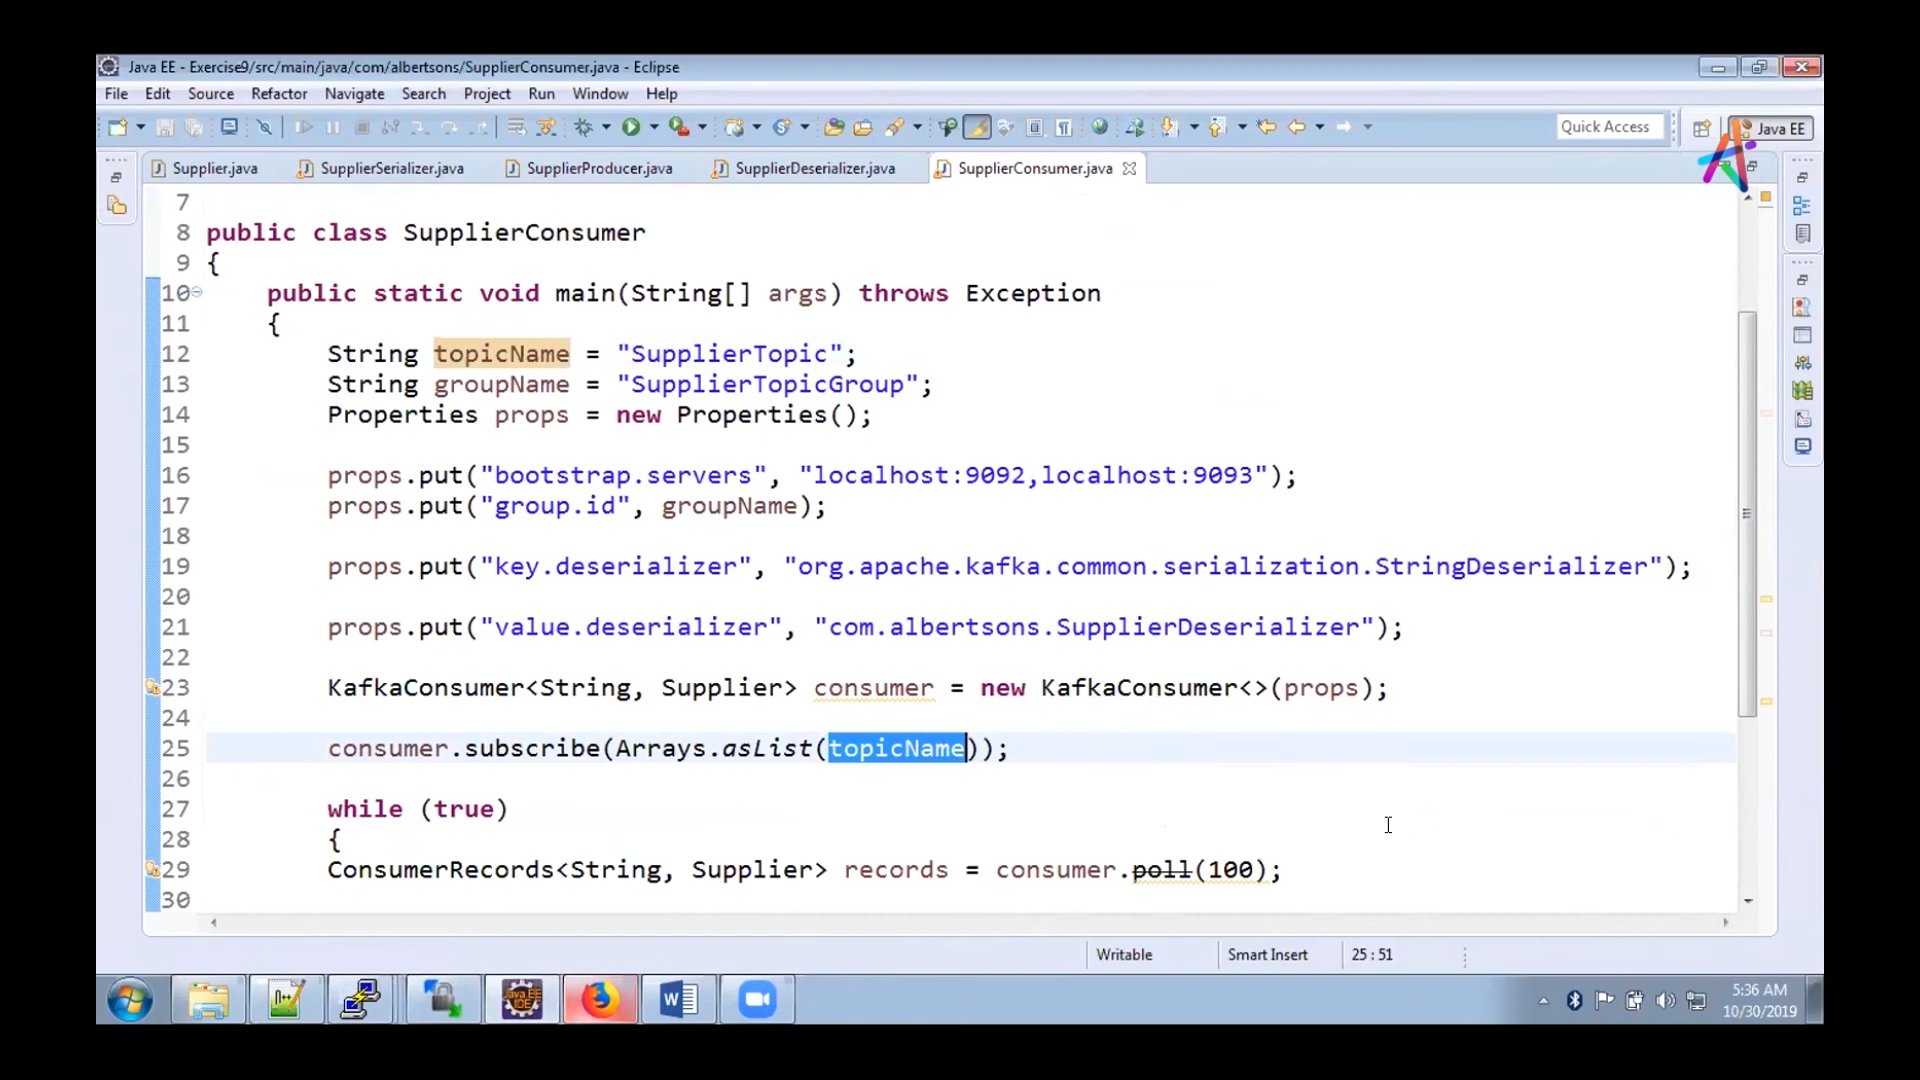 Java EE - Exercise9/src/main/java/com/albertsons/SupplierConsumer.java - Eclipse
File Edit Source Refactor Navigate Search Project Run Window Help
Quick Access
Java EE
Supplier.java SupplierSerializer.java SupplierProducer.java SupplierDeserializer.java SupplierConsumer.java
7
8 public class SupplierConsumer
9 {
10 public static void main(String[] args) throws Exception
11 {
12 String topicName = "SupplierTopic";
13 String groupName = "SupplierTopicGroup";
14 Properties props = new Properties();
15
16 props.put("bootstrap.servers", "localhost:9092,localhost:9093");
17 props.put("group.id", groupName);
18
19 props.put("key.deserializer", "org.apache.kafka.common.serialization.StringDeserializer");
20
21 props.put("value.deserializer", "com.albertsons.SupplierDeserializer");
22
23 KafkaConsumer<String, Supplier> consumer = new KafkaConsumer<>(props);
24
25 consumer.subscribe(Arrays.asList(topicName));
26
27 while (true)
28 {
29 ConsumerRecords<String, Supplier> records = consumer.poll(100);
30
Writable Smart Insert 25 : 51
Java EE
IDE
5:36 AM
10/30/2019